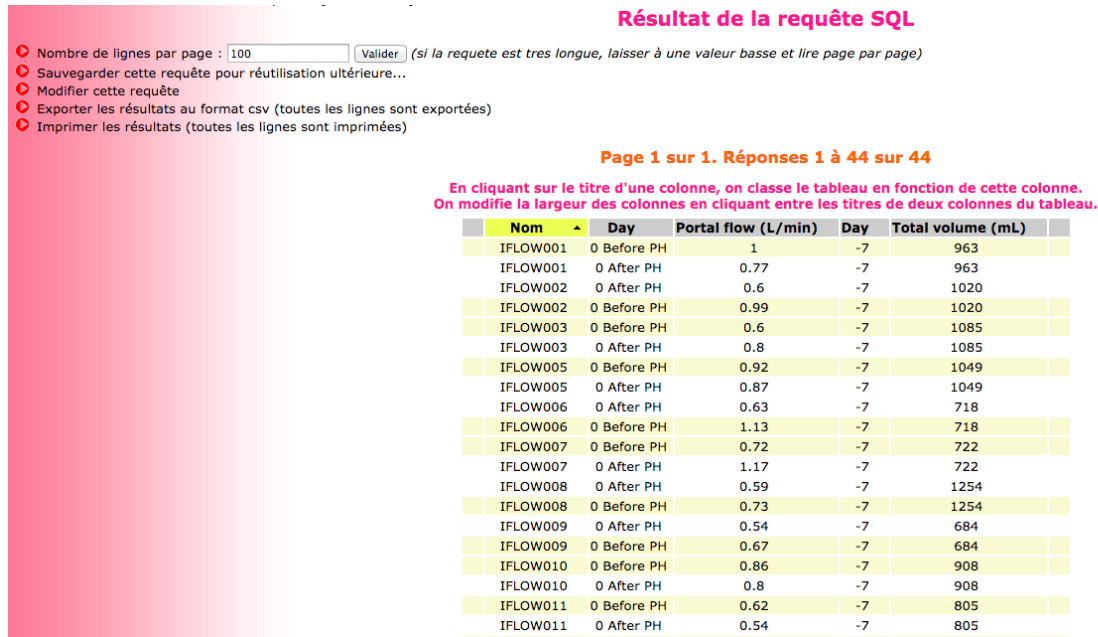 Résultat de la requête SQL
Nombre de lignes par page : 100 Valider (si la requete est tres longue, laisser à une valeur basse et lire page par page)
Sauvegarder cette requête pour réutilisation ultérieure...
Modifier cette requête
Exporter les résultats au format csv (toutes les lignes sont exportées)
Imprimer les résultats (toutes les lignes sont imprimées)
Page 1 sur 1. Réponses 1 à 44 sur 44
En cliquant sur le titre d'une colonne, on classe le tableau en fonction de cette colonne.
On modifie la largeur des colonnes en cliquant entre les titres de deux colonnes du tableau.
Nom Day Portal flow (L/min) Day Total volume (mL)
IFLOW001 0 Before PH 1 -7 963
IFLOW001 0 After PH 0.77 -7 963
IFLOW002 0 After PH 0.6 -7 1020
IFLOW002 0 Before PH 0.99 -7 1020
IFLOW003 0 Before PH 0.6 -7 1085
IFLOW003 0 After PH 0.8 -7 1085
IFLOW005 0 Before PH 0.92 -7 1049
IFLOW005 0 After PH 0.87 -7 1049
IFLOW006 0 After PH 0.63 -7 718
IFLOW006 0 Before PH 1.13 -7 718
IFLOW007 0 Before PH 0.72 -7 722
IFLOW007 0 After PH 1.17 -7 722
IFLOW008 0 After PH 0.59 -7 1254
IFLOW008 0 Before PH 0.73 -7 1254
IFLOW009 0 After PH 0.54 -7 684
IFLOW009 0 Before PH 0.67 -7 684
IFLOW010 0 Before PH 0.86 -7 908
IFLOW010 0 After PH 0.8 -7 908
IFLOW011 0 Before PH 0.62 -7 805
IFLOW011 0 After PH 0.54 -7 805